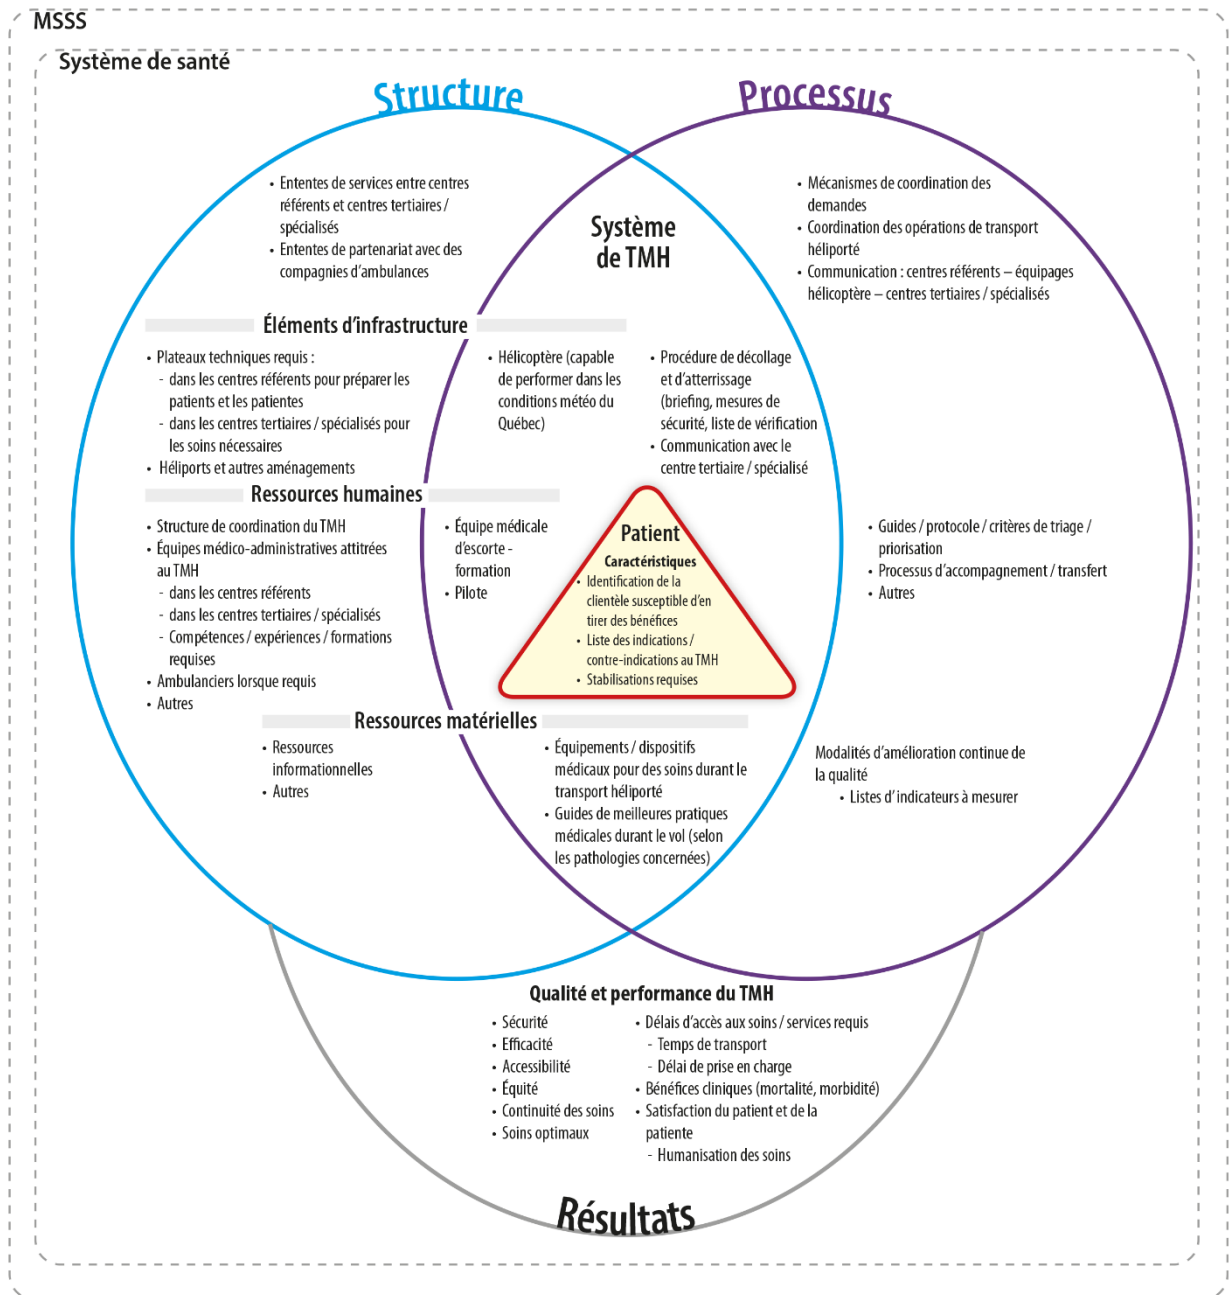 MSSS
Système de santé
Structure
Processus
• Ententes de services entre centres
référents et centres tertiaires /
spécialisés
• Ententes de partenariat avec des
compagnies d'ambulances
Système
de TMH
• Mécanismes de coordination des
demandes
• Coordination des opérations de transport
héliporté
• Communication : centres référents – équipages
hélicoptère – centres tertiaires / spécialisés
Éléments d'infrastructure
• Plateaux techniques requis :
- dans les centres référents pour préparer les
patients et les patientes
- dans les centres tertiaires / spécialisés pour
les soins nécessaires
• Héliports et autres aménagements
• Hélicoptère (capable
de performer dans les
conditions météo du
Québec)
• Procédure de décollage
et d'atterrissage
(briefing, mesures de
sécurité, liste de vérification
• Communication avec le
centre tertiaire / spécialisé
Ressources humaines
• Structure de coordination du TMH
• Équipes médico-administratives attitrées
au TMH
- dans les centres référents
- dans les centres tertiaires / spécialisés
- Compétences / expériences / formations
requises
• Ambulanciers lorsque requis
• Autres
• Équipe médicale
d'escorte -
formation
• Pilote
Patient
Caractéristiques
• Identification de la
clientèle susceptible d'en
tirer des bénéfices
• Liste des indications /
contre-indications au TMH
• Stabilisations requises
• Guides / protocole / critères de triage /
priorisation
• Processus d'accompagnement / transfert
• Autres
Ressources matérielles
• Ressources
informationnelles
• Autres
• Équipements / dispositifs
médicaux pour des soins durant le
transport héliporté
• Guides de meilleures pratiques
médicales durant le vol (selon
les pathologies concernées)
Modalités d'amélioration continue de
la qualité
• Listes d'indicateurs à mesurer
Qualité et performance du TMH
• Sécurité
• Efficacité
• Accessibilité
• Équité
• Continuité des soins
• Soins optimaux
• Délais d'accès aux soins / services requis
- Temps de transport
- Délai de prise en charge
• Bénéfices cliniques (mortalité, morbidité)
• Satisfaction du patient et de la
patiente
- Humanisation des soins
Résultats